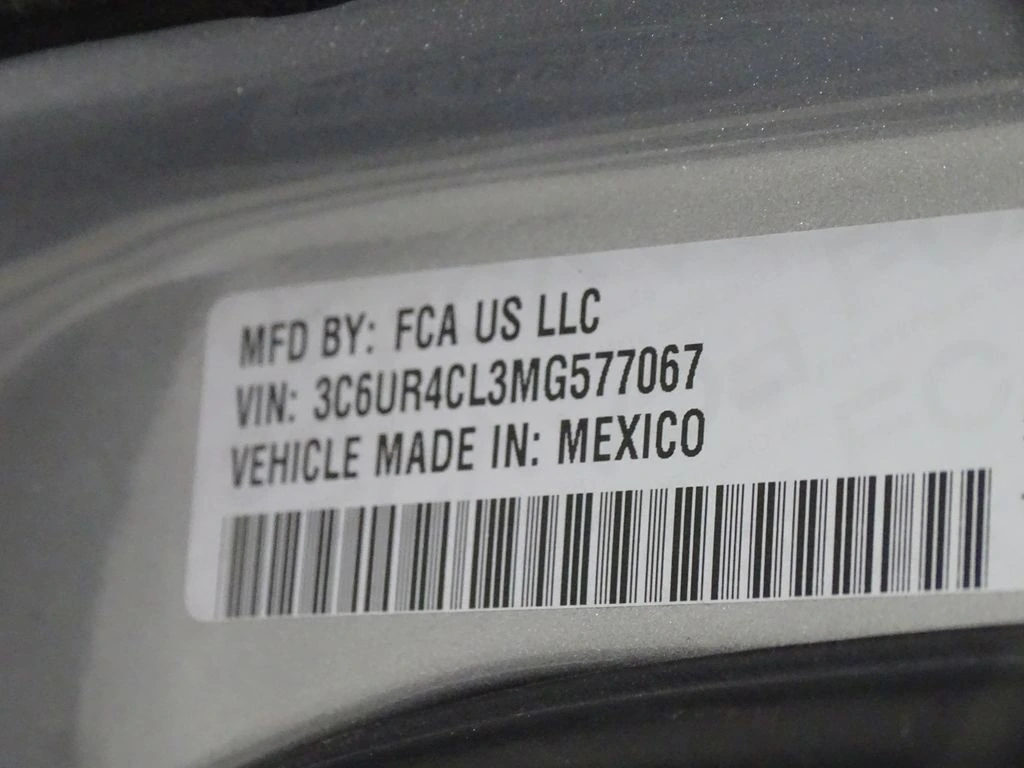 MFD BY: FCA US LLC
VIN: 3C6UR4CL3MG577067
VEHICLE MADE IN: MEXICO